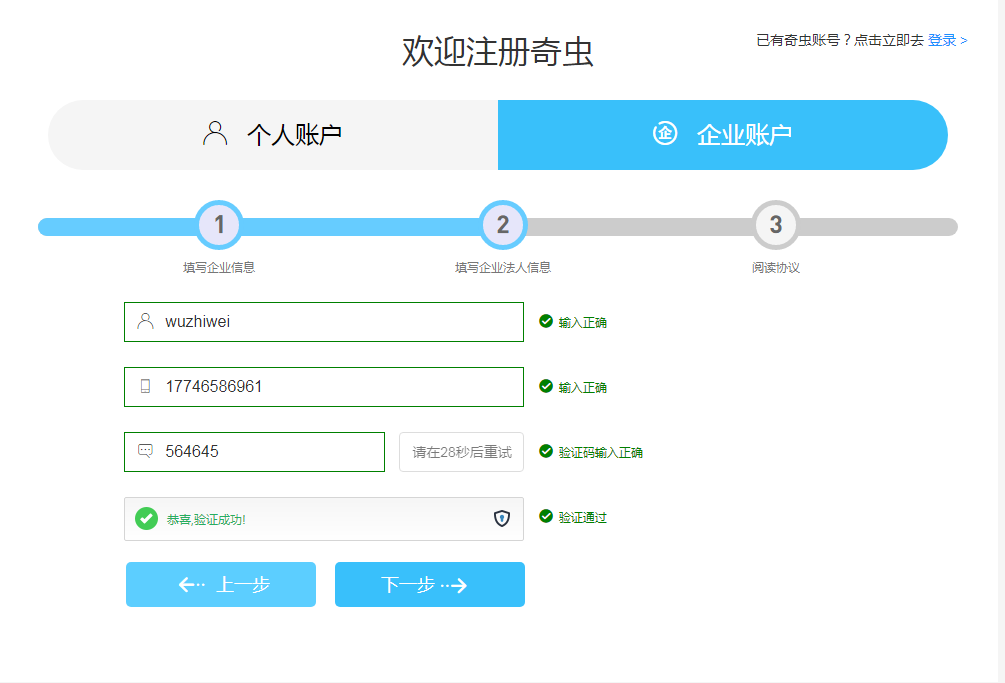 欢迎注册奇虫
已有奇虫账号？点击立即去 登录 >
个人账户
企 企业账户
1
2
3
填写企业信息
填写企业法人信息
阅读协议
wuzhiwei
输入正确
17746586961
输入正确
564645
请在28秒后重试
验证码输入正确
恭喜,验证成功!
验证通过
上一步
下一步